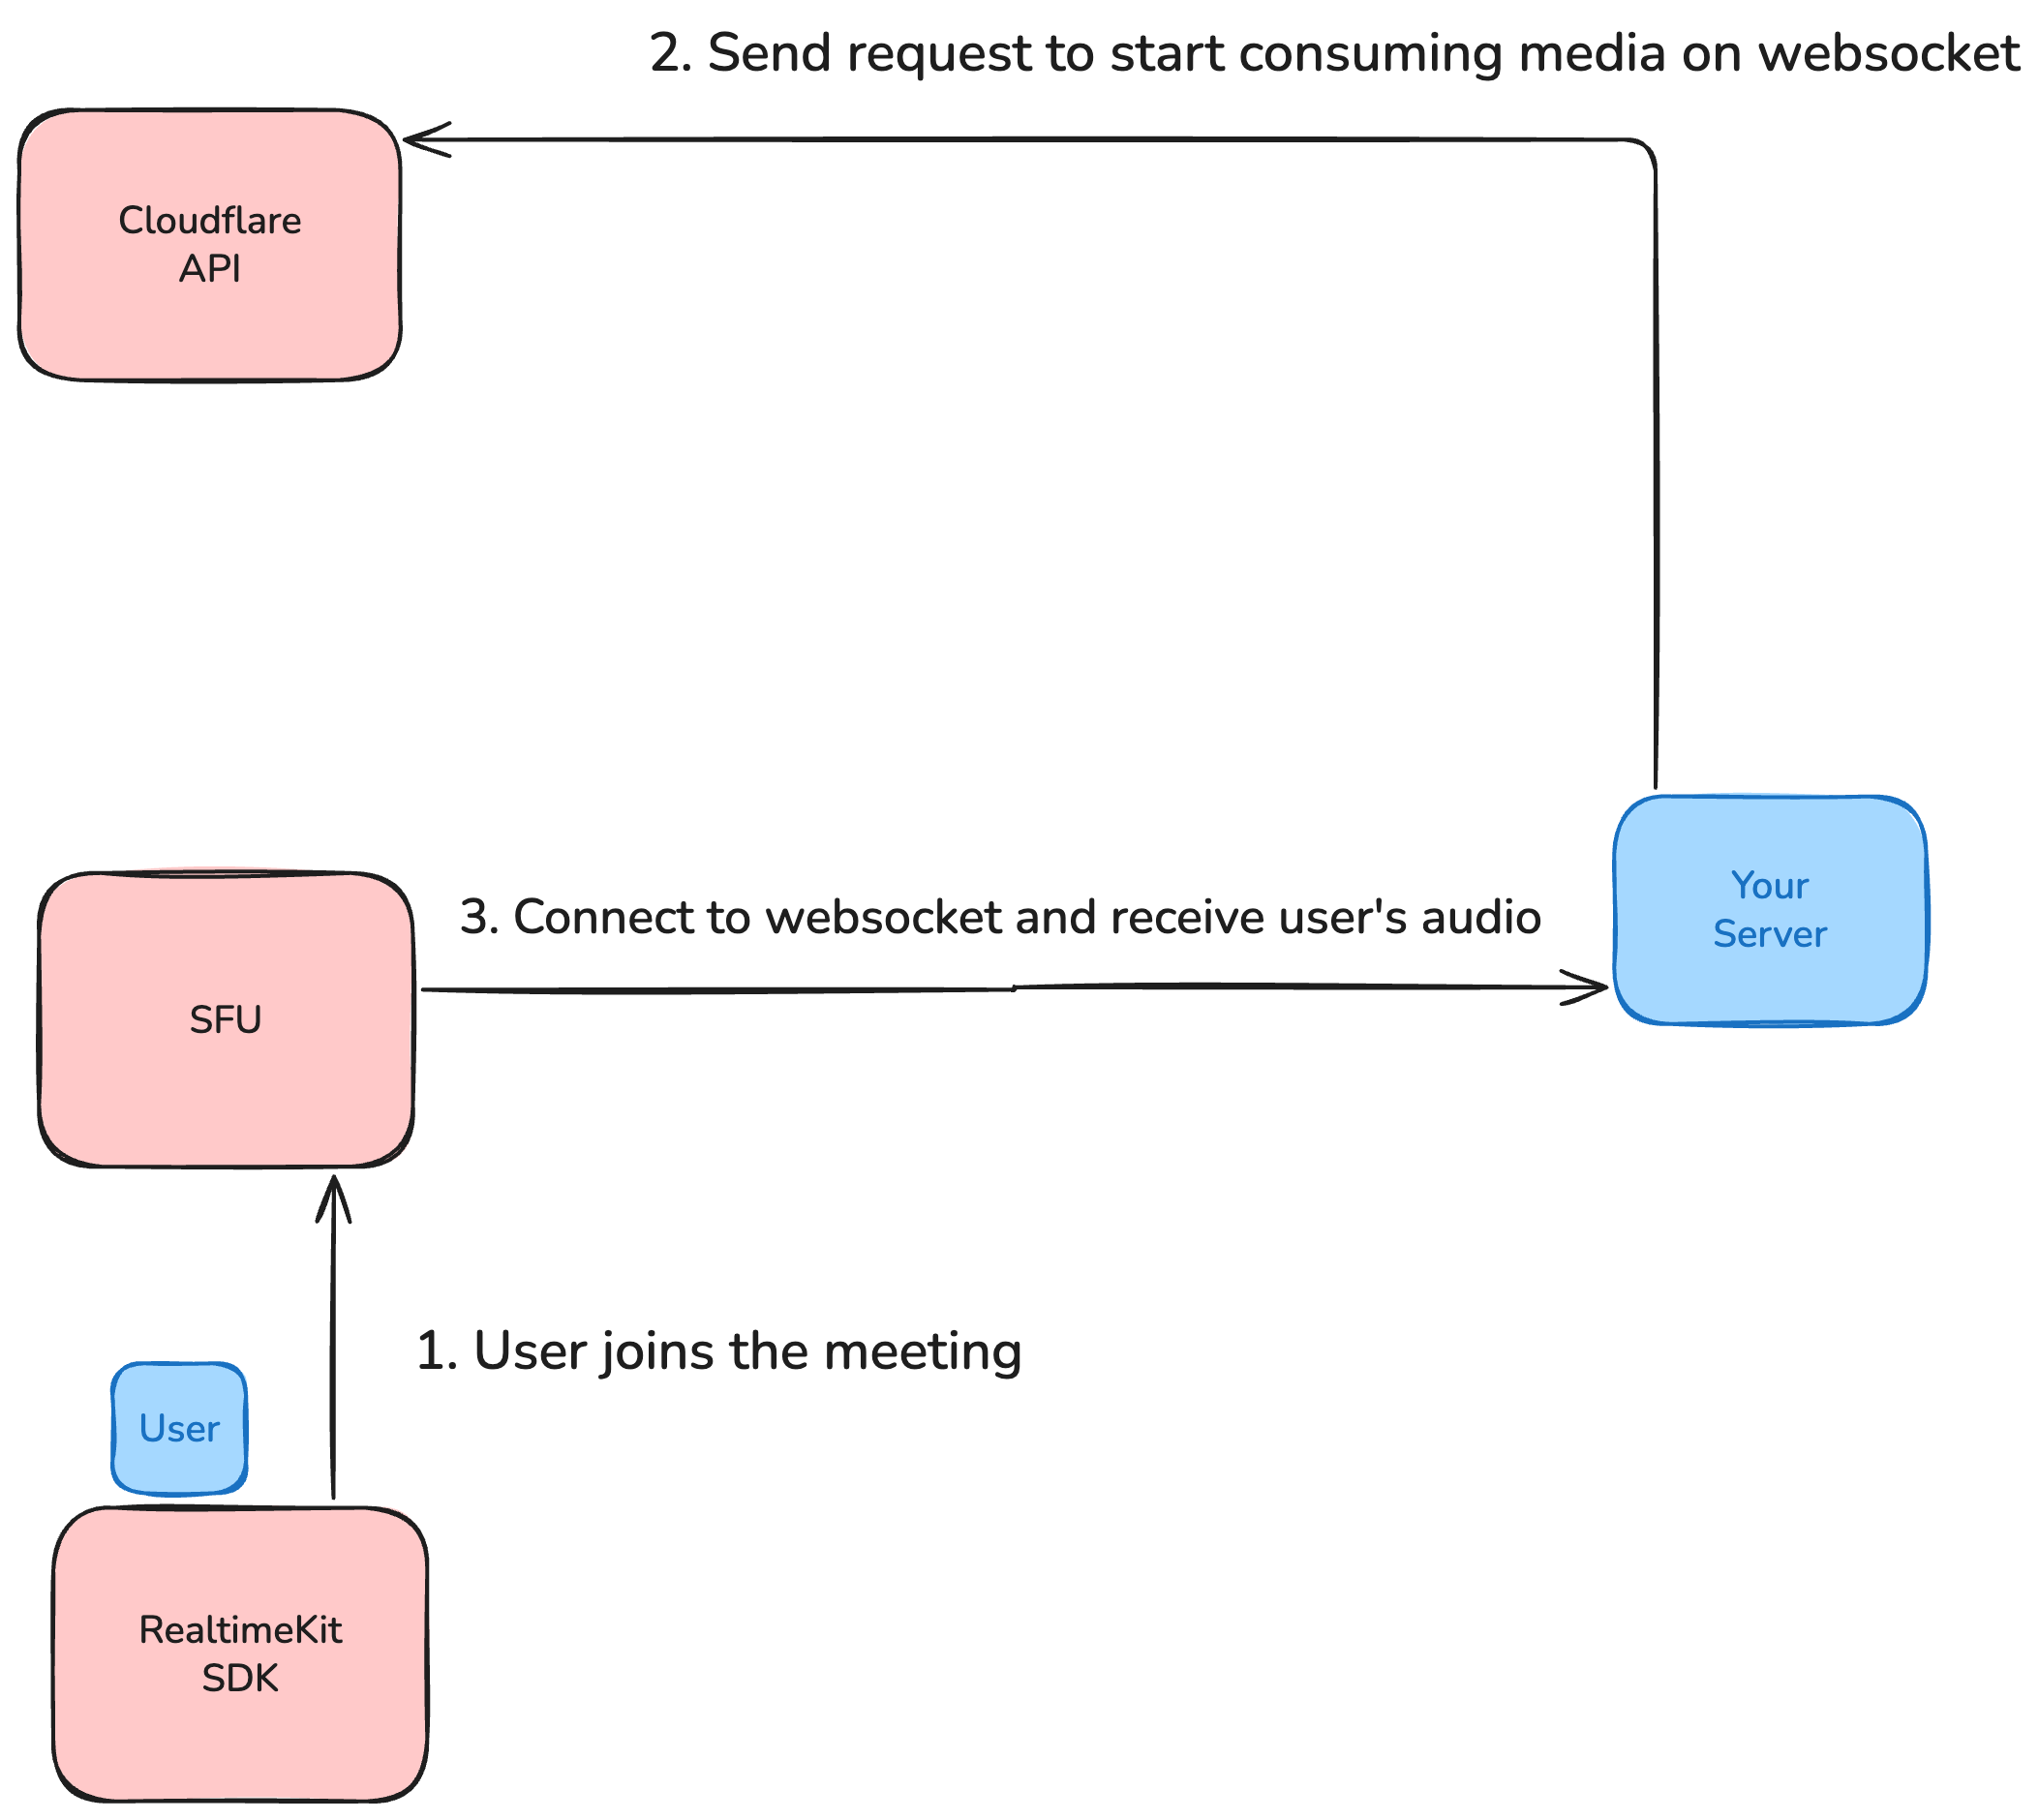 2. Send request to start consuming media on websocket
Cloudflare
API
Your
Server
3. Connect to websocket and receive user's audio
SFU
1. User joins the meeting
User
RealtimeKit
SDK